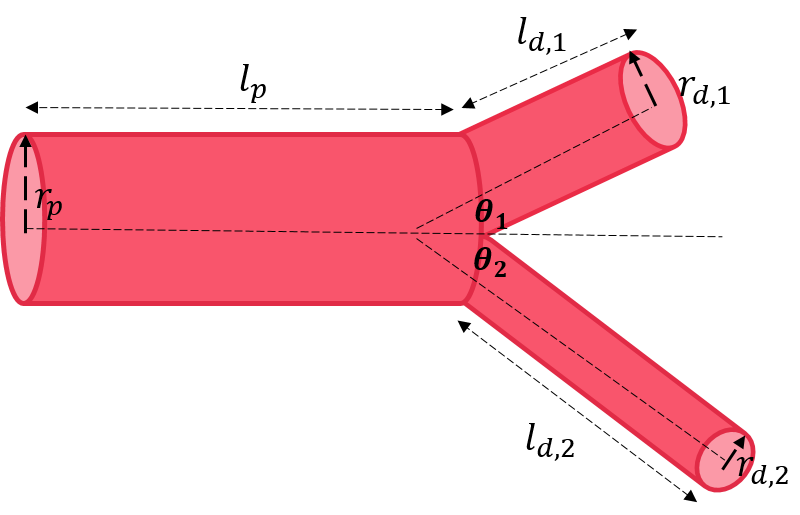 l_{d,1}
l_p
r_{d,1}
r_p
θ_1
θ_2
l_{d,2}
r_{d,2}